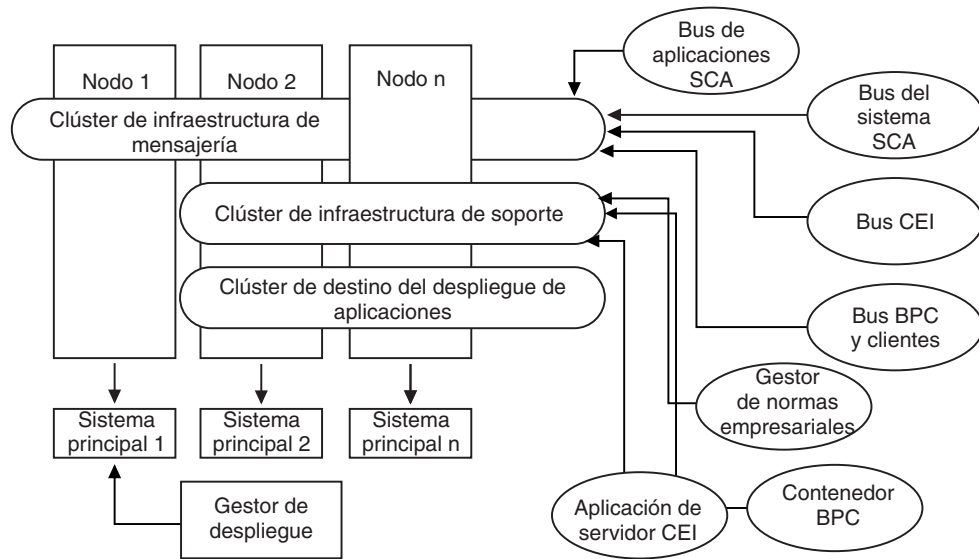 Nodo 1
Nodo 2
Nodo n
Bus de
aplicaciones
SCA
Clúster de infraestructura de
mensajería
Bus del
sistema
SCA
Clúster de infraestructura de soporte
Bus CEI
Clúster de destino del despliegue de
aplicaciones
Bus BPC
y clientes
Gestor
de normas
empresariales
Sistema
principal 1
Sistema
principal 2
Sistema
principal n
Gestor de
despliegue
Aplicación de
servidor CEI
Contenedor
BPC